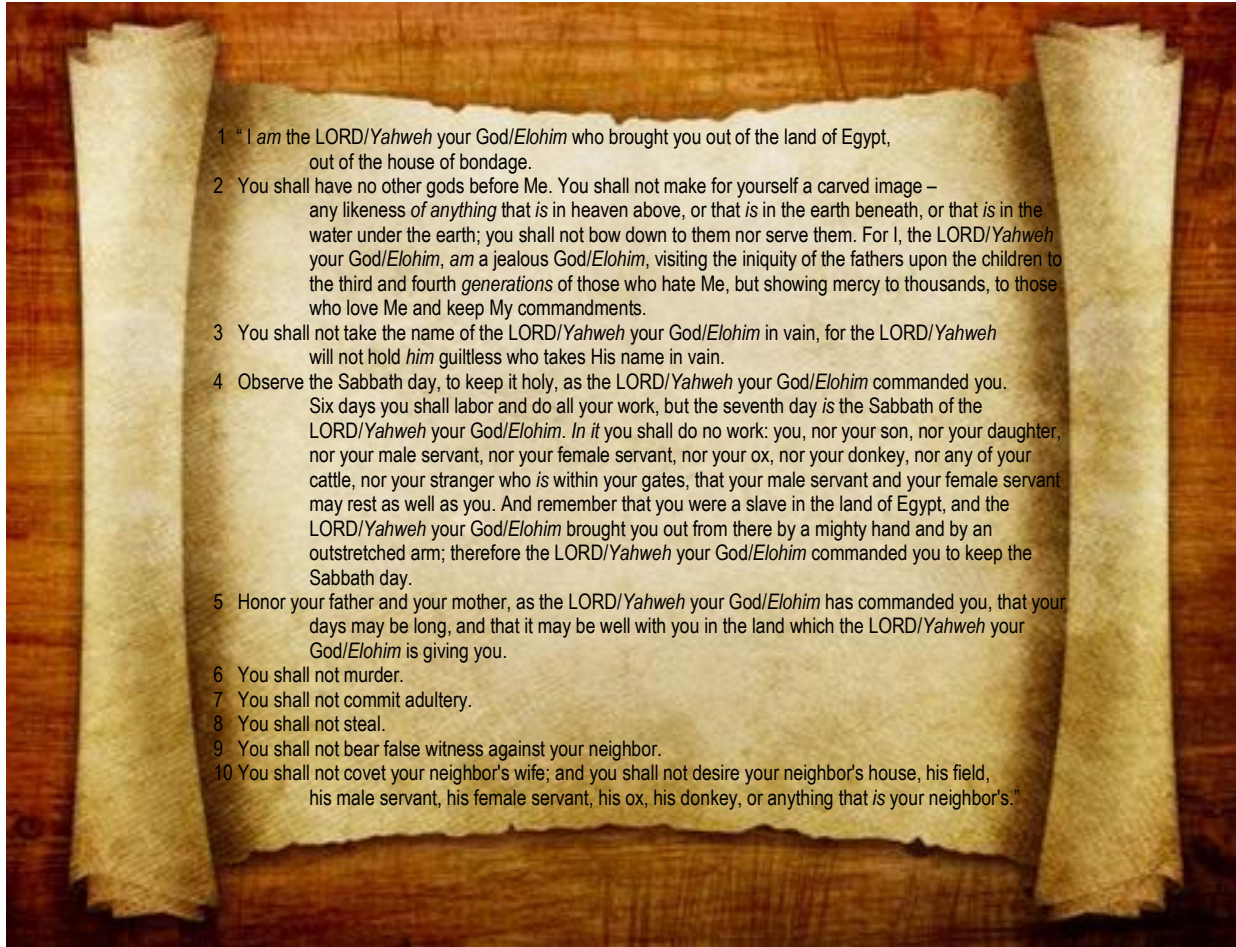 1 “ I am the LORD/Yahweh your God/Elohim who brought you out of the land of Egypt,
out of the house of bondage.
2 You shall have no other gods before Me. You shall not make for yourself a carved image –
any likeness of anything that is in heaven above, or that is in the earth beneath, or that is in the
water under the earth; you shall not bow down to them nor serve them. For I, the LORD/Yahweh
your God/Elohim, am a jealous God/Elohim, visiting the iniquity of the fathers upon the children to
the third and fourth generations of those who hate Me, but showing mercy to thousands, to those
who love Me and keep My commandments.
3 You shall not take the name of the LORD/Yahweh your God/Elohim in vain, for the LORD/Yahweh
will not hold him guiltless who takes His name in vain.
4 Observe the Sabbath day, to keep it holy, as the LORD/Yahweh your God/Elohim commanded you.
Six days you shall labor and do all your work, but the seventh day is the Sabbath of the
LORD/Yahweh your God/Elohim. In it you shall do no work: you, nor your son, nor your daughter,
nor your male servant, nor your female servant, nor your ox, nor your donkey, nor any of your
cattle, nor your stranger who is within your gates, that your male servant and your female servant
may rest as well as you. And remember that you were a slave in the land of Egypt, and the
LORD/Yahweh your God/Elohim brought you out from there by a mighty hand and by an
outstretched arm; therefore the LORD/Yahweh your God/Elohim commanded you to keep the
Sabbath day.
5 Honor your father and your mother, as the LORD/Yahweh your God/Elohim has commanded you, that your
days may be long, and that it may be well with you in the land which the LORD/Yahweh your
God/Elohim is giving you.
6 You shall not murder.
7 You shall not commit adultery.
8 You shall not steal.
9 You shall not bear false witness against your neighbor.
10 You shall not covet your neighbor's wife; and you shall not desire your neighbor's house, his field,
his male servant, his female servant, his ox, his donkey, or anything that is your neighbor's.”